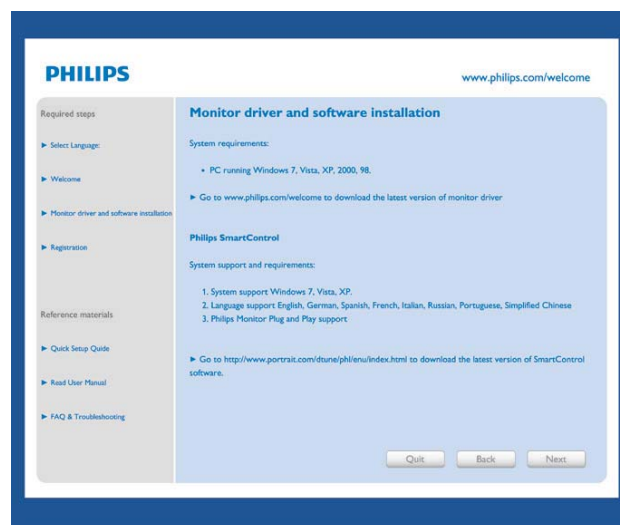 PHILIPS
www.philips.com/welcome
Required steps
► Select Language:
► Welcome
► Monitor driver and software installation
► Registration
Reference materials
► Quick Setup Quide
► Read User Manual
► FAQ & Troubleshooting
Monitor driver and software installation
System requirements:
• PC running Windows 7, Vista, XP, 2000, 98.
► Go to www.philips.com/welcome to download the latest version of monitor driver
Philips SmartControl
System support and requirements:
1. System support Windows 7, Vista, XP.
2. Language support English, German, Spanish, French, Italian, Russian, Portuguese, Simplified Chinese
3. Philips Monitor Plug and Play support
► Go to http://www.portrait.com/dtune/phl/enu/index.html to download the latest version of SmartControl
software.
Quit
Back
Next